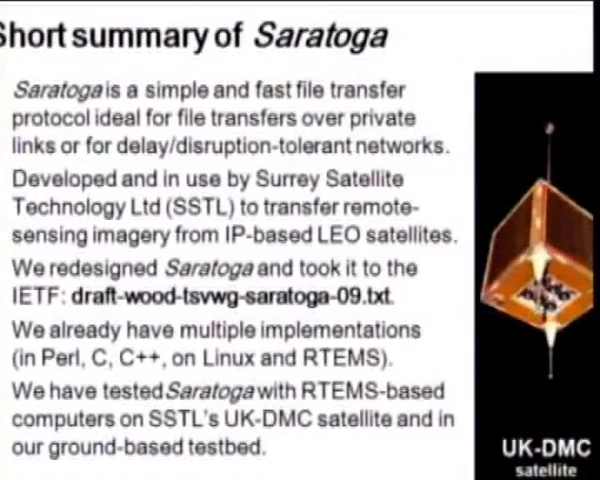 Short summary of Saratoga
Saratoga is a simple and fast file transfer
protocol ideal for file transfers over private
links or for delay/disruption-tolerant networks.
Developed and in use by Surrey Satellite
Technology Ltd (SSTL) to transfer remote-
sensing imagery from IP-based LEO satellites.
We redesigned Saratoga and took it to the
IETF: draft-wood-tsvwg-saratoga-09.txt.
We already have multiple implementations
(in Perl, C, C++, on Linux and RTEMS).
We have tested Saratoga with RTEMS-based
computers on SSTL's UK-DMC satellite and in
our ground-based testbed.
UK-DMC
satellite